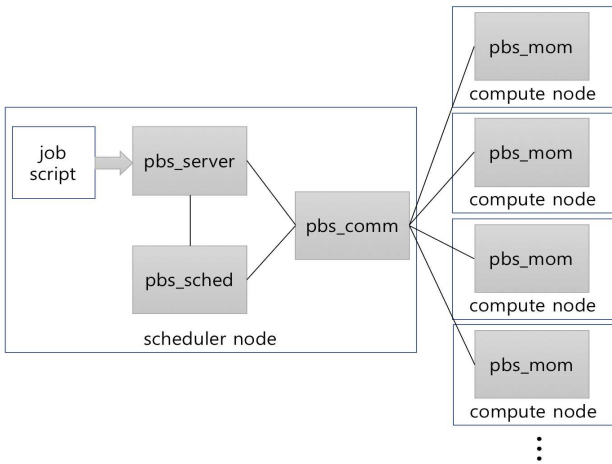 job
script
pbs_server
pbs_sched
pbs_comm
scheduler node
pbs_mom
compute node
pbs_mom
compute node
pbs_mom
compute node
pbs_mom
compute node